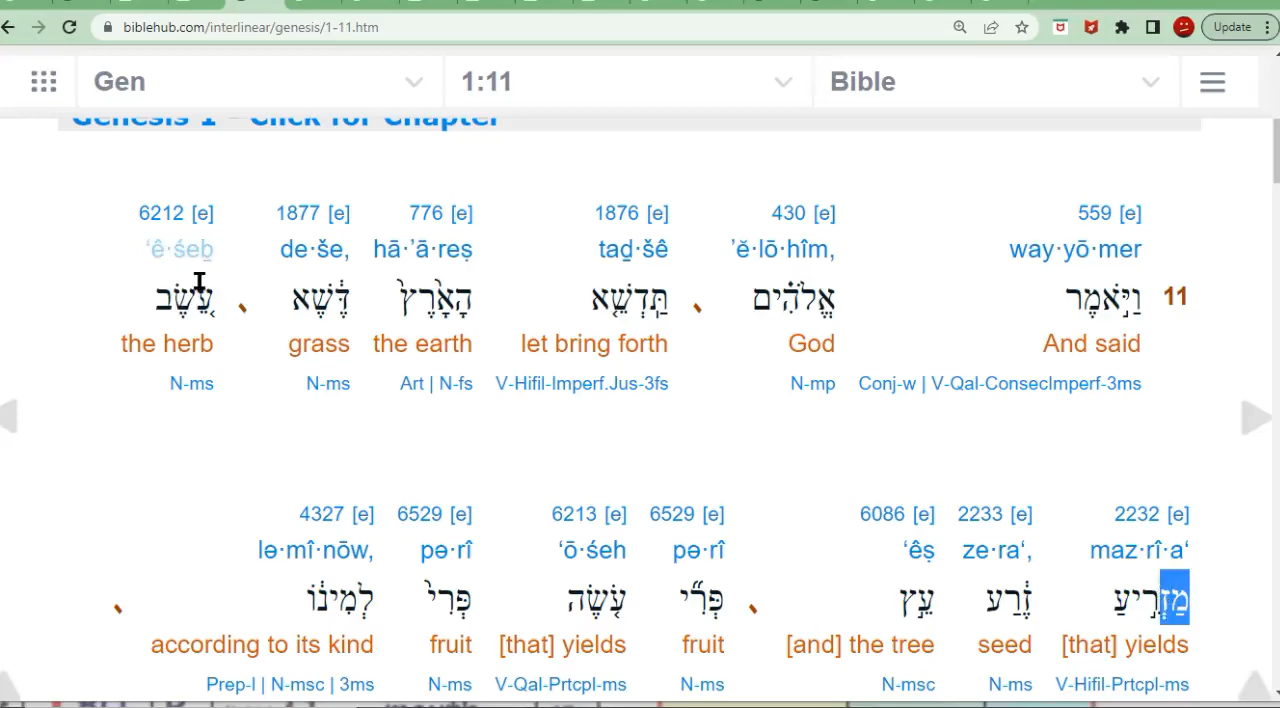 biblehub.com/interlinear/genesis/1-11.htm Update
Gen 1:11 Bible
Genesis 1 - Click for Chapter
6212 [e] 1877 [e] 776 [e] 1876 [e] 430 [e] 559 [e]
‘ê·śeḇ de·še, hā·’ā·reṣ taḏ·šê ’ĕ·lō·hîm, way·yō·mer
11 וַיֹּ֣אמֶר אֱלֹהִ֗ים תַּֽדְשֵׁ֤א הָאָ֙רֶץ֙ דֶּ֔שֶׁא עֵ֚שֶׂב
the herb grass the earth let bring forth God And said
N-ms N-ms Art | N-fs V-Hifil-Imperf.Jus-3fs N-mp Conj-w | V-Qal-ConsecImperf-3ms
4327 [e] 6529 [e] 6213 [e] 6529 [e] 6086 [e] 2233 [e] 2232 [e]
lə·mî·nōw, pə·rî ‘ō·śeh pə·rî ‘êṣ ze·ra‘, maz·rî·a‘
מַזְרִ֣יעַ זֶ֔רַע עֵ֣ץ פְּרִ֞י עֹ֤שֶׂה פְּרִי֙ לְמִינ֔וֹ
according to its kind fruit [that] yields fruit [and] the tree seed [that] yields
Prep-l | N-msc | 3ms N-ms V-Qal-Prtcpl-ms N-ms N-msc N-ms V-Hifil-Prtcpl-ms